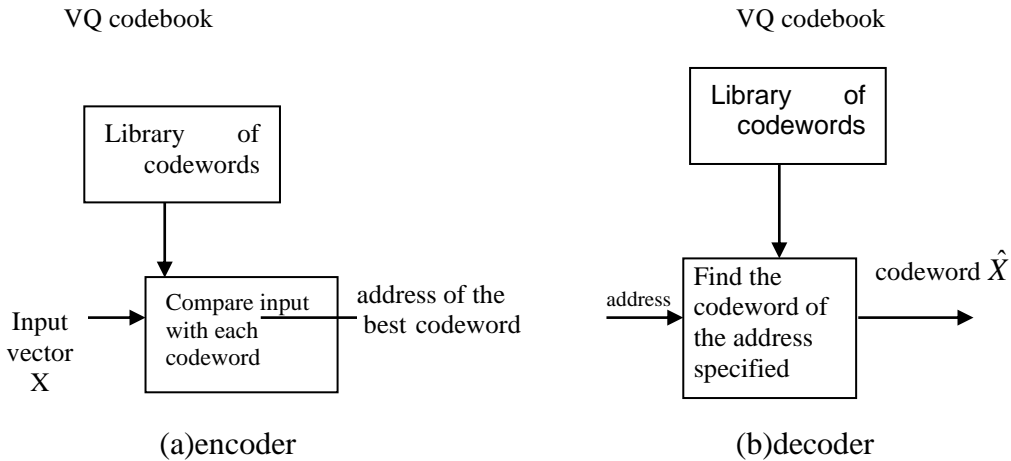 VQ codebook
Library of
codewords
Input
vector
X
Compare input
with each
codeword
address of the
best codeword
(a)encoder
VQ codebook
Library of
codewords
address
Find the
codeword of
the address
specified
codeword X̂
(b)decoder